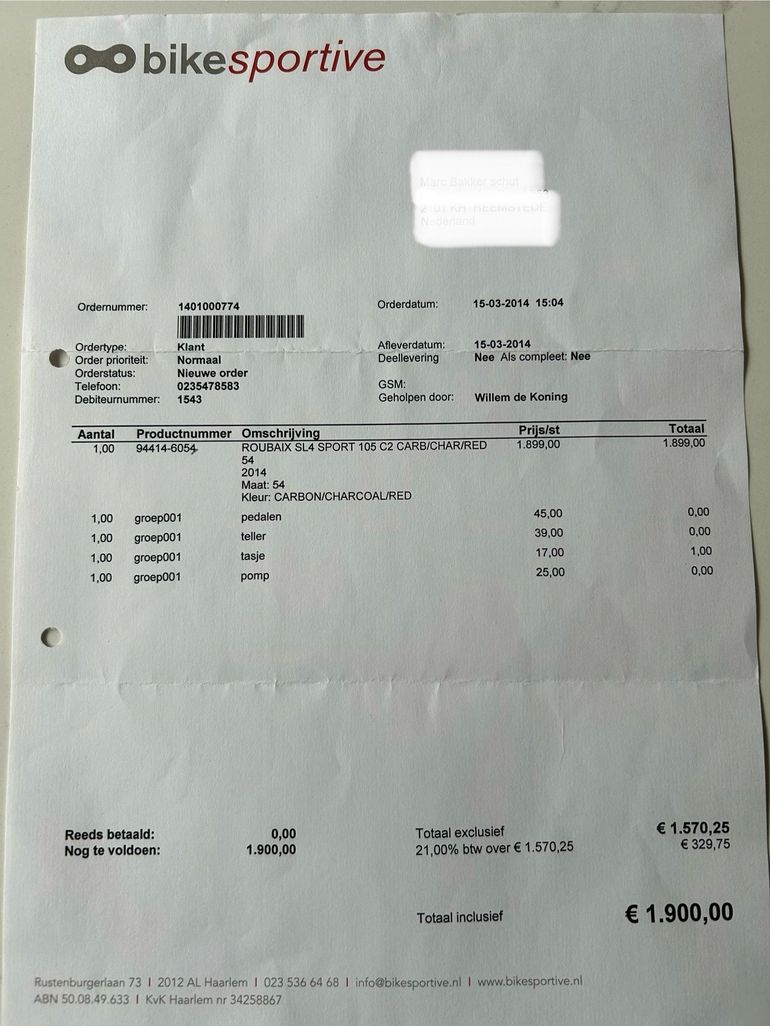 bikesportive
Nederland
Ordernummer: 1401000774 Orderdatum: 15-03-2014 15:04
Ordertype: Klant Afleverdatum: 15-03-2014
Order prioriteit: Normaal Deellevering Nee Als compleet: Nee
Orderstatus: Nieuwe order
Telefoon: 0235478583 GSM:
Debiteurnummer: 1543 Geholpen door: Willem de Koning
Aantal Productnummer Omschrijving Prijs/st Totaal
1,00 94414-6054 ROUBAIX SL4 SPORT 105 C2 CARB/CHAR/RED 1.899,00 1.899,00
54
2014
Maat: 54
Kleur: CARBON/CHARCOAL/RED
1,00 groep001 pedalen 45,00 0,00
1,00 groep001 teller 39,00 0,00
1,00 groep001 tasje 17,00 1,00
1,00 groep001 pomp 25,00 0,00
Reeds betaald: 0,00 Totaal exclusief € 1.570,25
Nog te voldoen: 1.900,00 21,00% btw over € 1.570,25 € 329,75
Totaal inclusief € 1.900,00
Rustenburgerlaan 73 | 2012 AL Haarlem | 023 536 64 68 | info@bikesportive.nl | www.bikesportive.nl
ABN 50.08.49.633 | KvK Haarlem nr 34258867